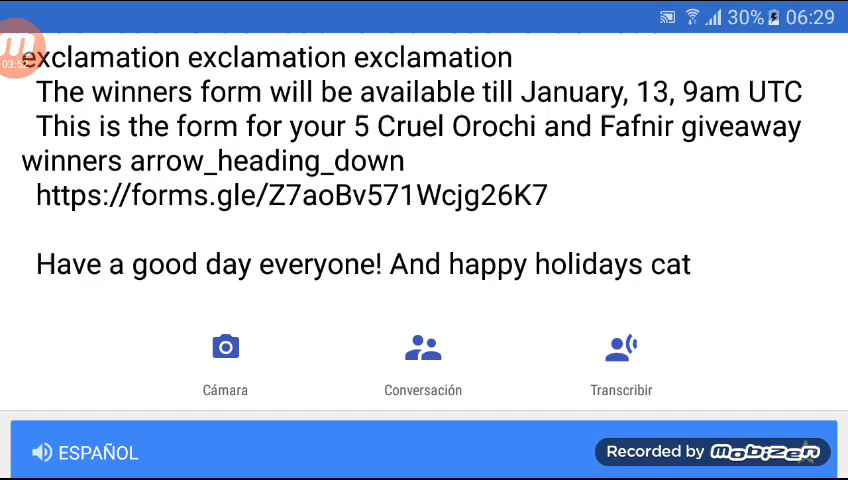 30% 06:29
03:52
exclamation exclamation exclamation
The winners form will be available till January, 13, 9am UTC
This is the form for your 5 Cruel Orochi and Fafnir giveaway
winners arrow_heading_down
https://forms.gle/Z7aoBv571Wcjg26K7
Have a good day everyone! And happy holidays cat
Cámara Conversación Transcribir
ESPAÑOL
Recorded by mobizen